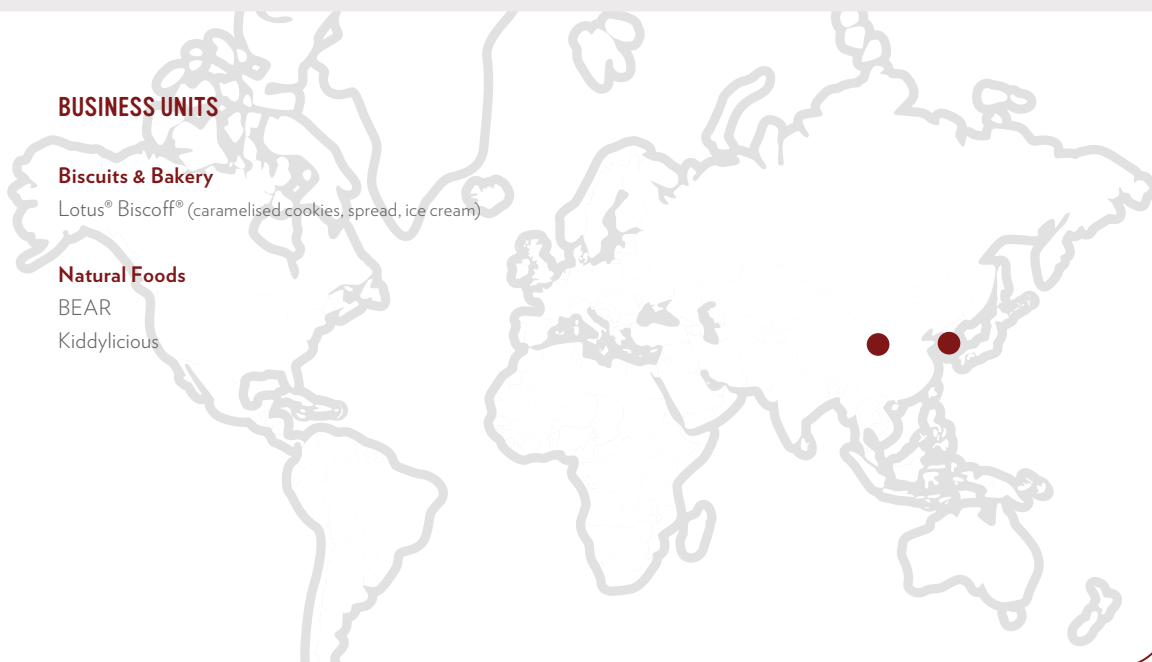 BUSINESS UNITS
Biscuits & Bakery
Lotus® Biscoff® (caramelised cookies, spread, ice cream)
Natural Foods
BEAR
Kiddylicious